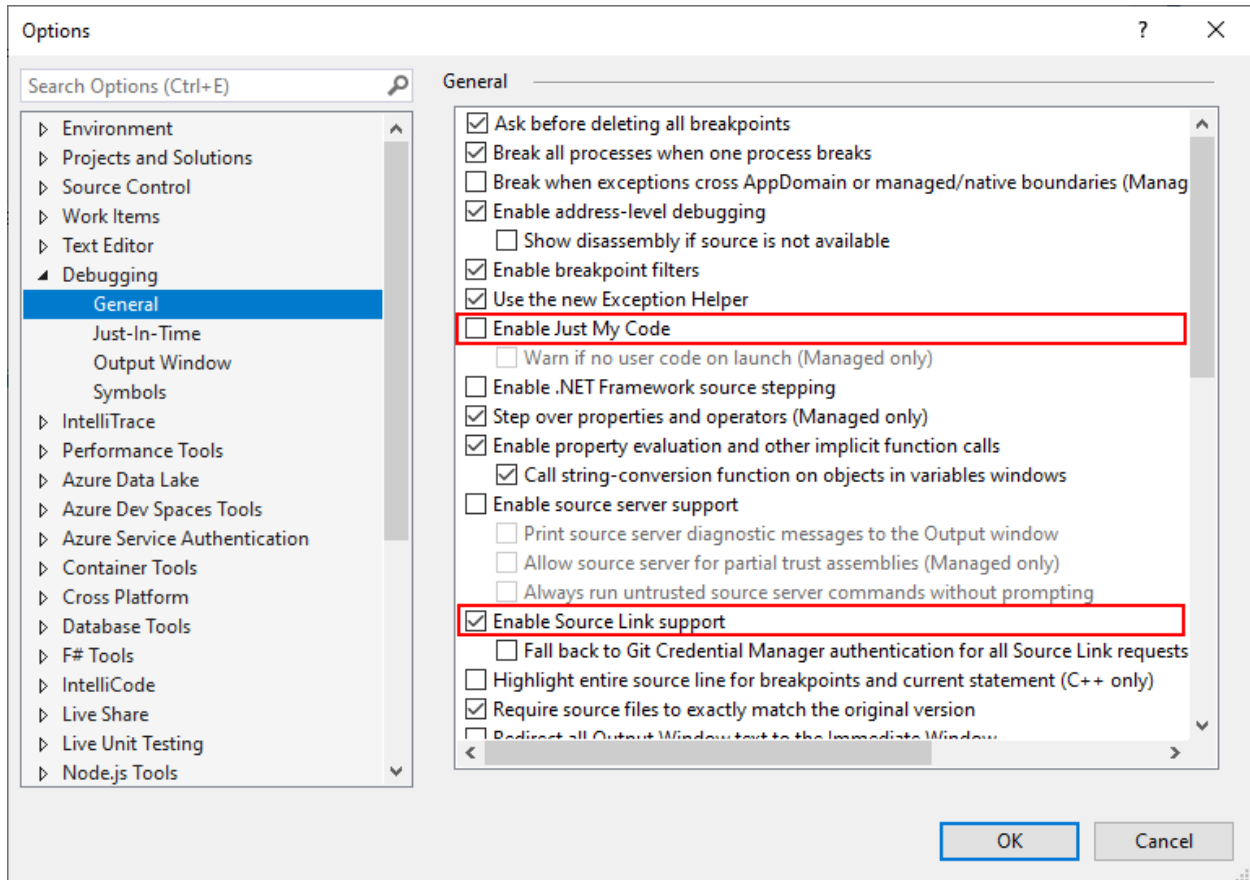 Options
?
Search Options (Ctrl+E)
Environment
Projects and Solutions
Source Control
Work Items
Text Editor
Debugging
General
Just-In-Time
Output Window
Symbols
IntelliTrace
Performance Tools
Azure Data Lake
Azure Dev Spaces Tools
Azure Service Authentication
Container Tools
Cross Platform
Database Tools
F# Tools
IntelliCode
Live Share
Live Unit Testing
Node.js Tools
General
Ask before deleting all breakpoints
Break all processes when one process breaks
Break when exceptions cross AppDomain or managed/native boundaries (Manag
Enable address-level debugging
Show disassembly if source is not available
Enable breakpoint filters
Use the new Exception Helper
Enable Just My Code
Warn if no user code on launch (Managed only)
Enable .NET Framework source stepping
Step over properties and operators (Managed only)
Enable property evaluation and other implicit function calls
Call string-conversion function on objects in variables windows
Enable source server support
Print source server diagnostic messages to the Output window
Allow source server for partial trust assemblies (Managed only)
Always run untrusted source server commands without prompting
Enable Source Link support
Fall back to Git Credential Manager authentication for all Source Link requests
Highlight entire source line for breakpoints and current statement (C++ only)
Require source files to exactly match the original version
Redirect all Output Window text to the Immediate Window
OK
Cancel